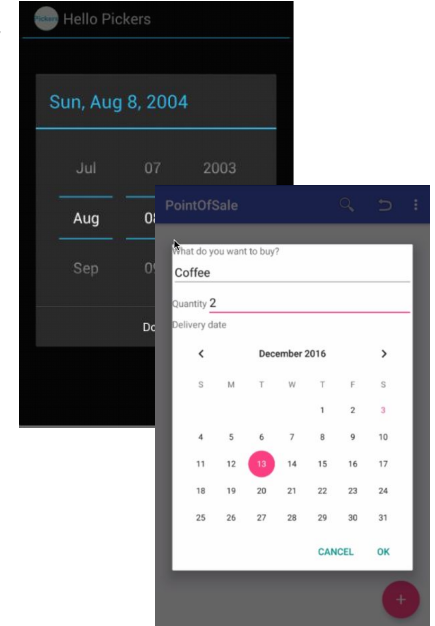 Pickers Hello Pickers
Sun, Aug 8, 2004
Jul 07 2003
Aug
Sep
PointOfSale
What do you want to buy?
Coffee
Quantity 2
Delivery date
< December 2016 >
S M T W T F S
1 2 3
4 5 6 7 8 9 10
11 12 13 14 15 16 17
18 19 20 21 22 23 24
25 26 27 28 29 30 31
CANCEL OK
+